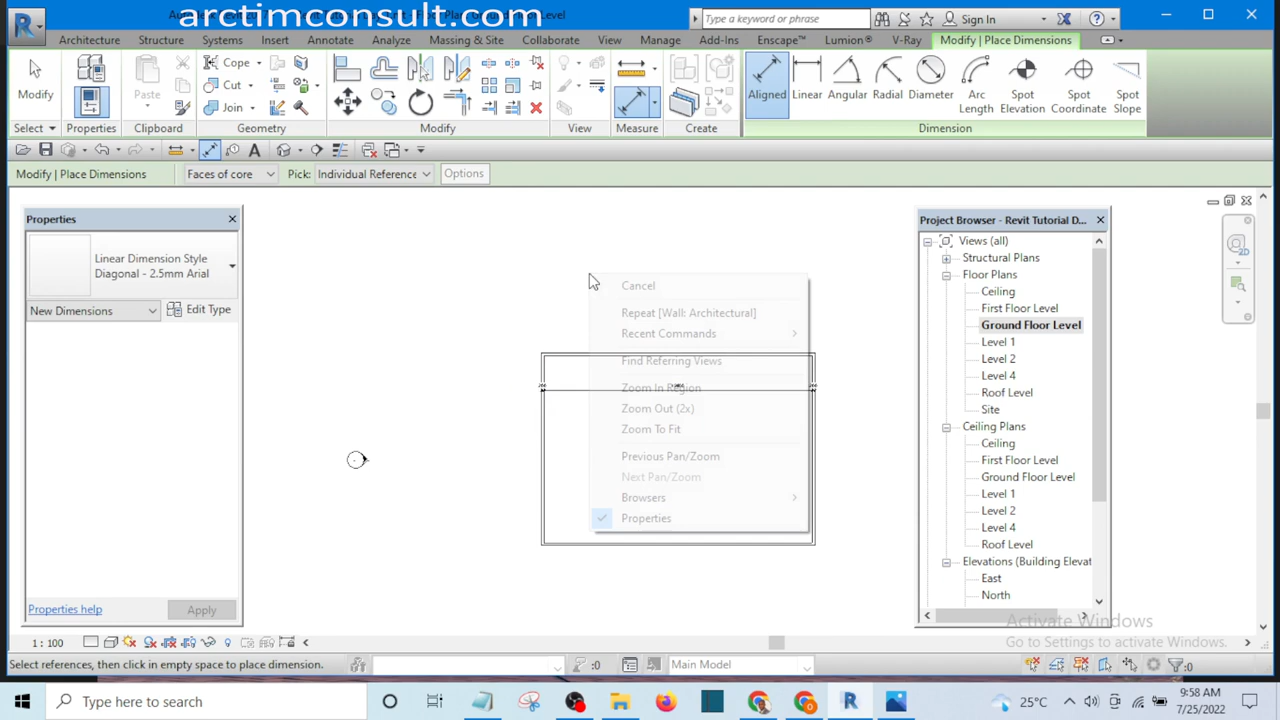 arctimconsult.com
Floor Plan: Ground Floor Level
Type a keyword or phrase
Sign In
Architecture Structure Systems Insert Annotate Analyze Massing & Site Collaborate View Manage Add-Ins Enscape™ Lumion® V-Ray Modify | Place Dimensions
Modify
Paste
Cope
Cut
Join
Aligned Linear Angular Radial Diameter Arc Length Spot Elevation Spot Coordinate Spot Slope
Select Properties Clipboard Geometry Modify View Measure Create Dimension
Modify | Place Dimensions Faces of core Pick: Individual Reference Options
Properties
Linear Dimension Style
Diagonal - 2.5mm Arial
New Dimensions Edit Type
Properties help Apply
Cancel
Repeat [Wall: Architectural]
Recent Commands
Find Referring Views
Zoom In Region
Zoom Out (2x)
Zoom To Fit
Previous Pan/Zoom
Next Pan/Zoom
Browsers
Properties
Project Browser - Revit Tutorial D...
Views (all)
Structural Plans
Floor Plans
Ceiling
First Floor Level
Ground Floor Level
Level 1
Level 2
Level 4
Roof Level
Site
Ceiling Plans
Ceiling
First Floor Level
Ground Floor Level
Level 1
Level 2
Level 4
Roof Level
Elevations (Building Elevat
East
North
Activate Windows
Go to Settings to activate Windows.
1 : 100
Select references, then click in empty space to place dimension. :0 Main Model :0
Type here to search
25°C
9:58 AM
7/25/2022